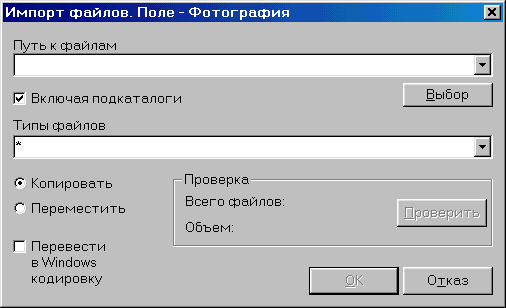 Импорт файлов. Поле - Фотография
Путь к файлам
Включая подкаталоги
Выбор
Типы файлов
*
Копировать
Переместить
Перевести
в Windows
кодировку
Проверка
Всего файлов:
Объем:
Проверить
OK
Отказ